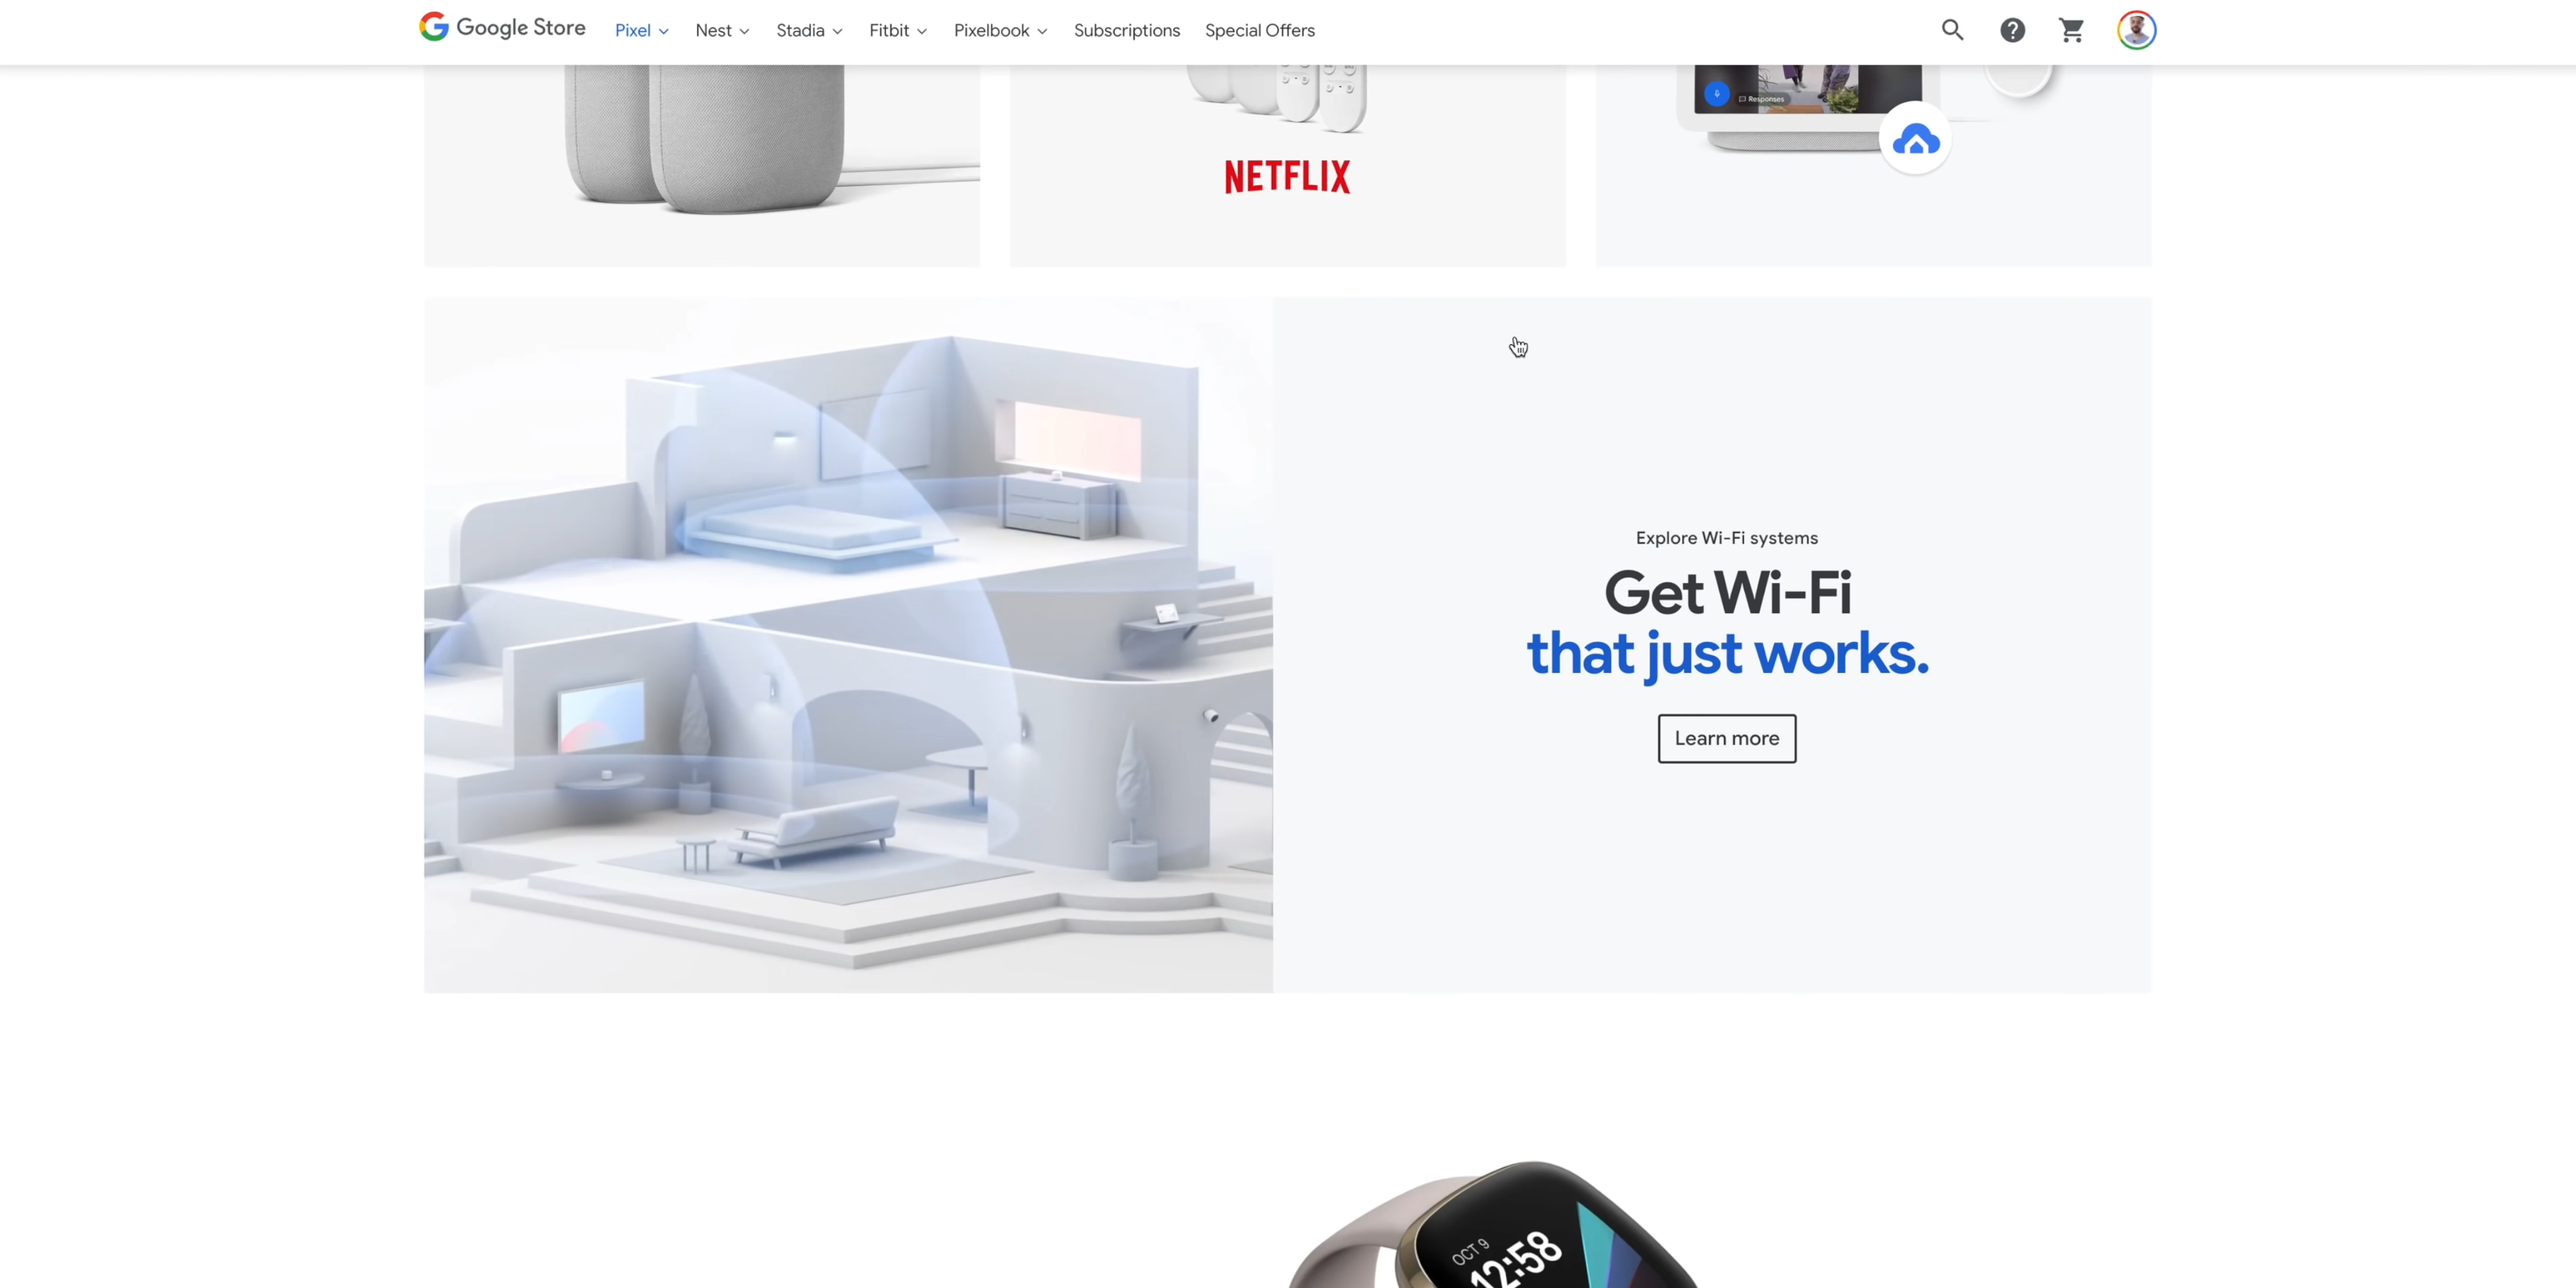 Google Store Pixel Nest Stadia Fitbit Pixelbook Subscriptions Special Offers
Responses
NETFLIX
Explore Wi-Fi systems
Get Wi-Fi
that just works.
Learn more
OCT 9
12:58